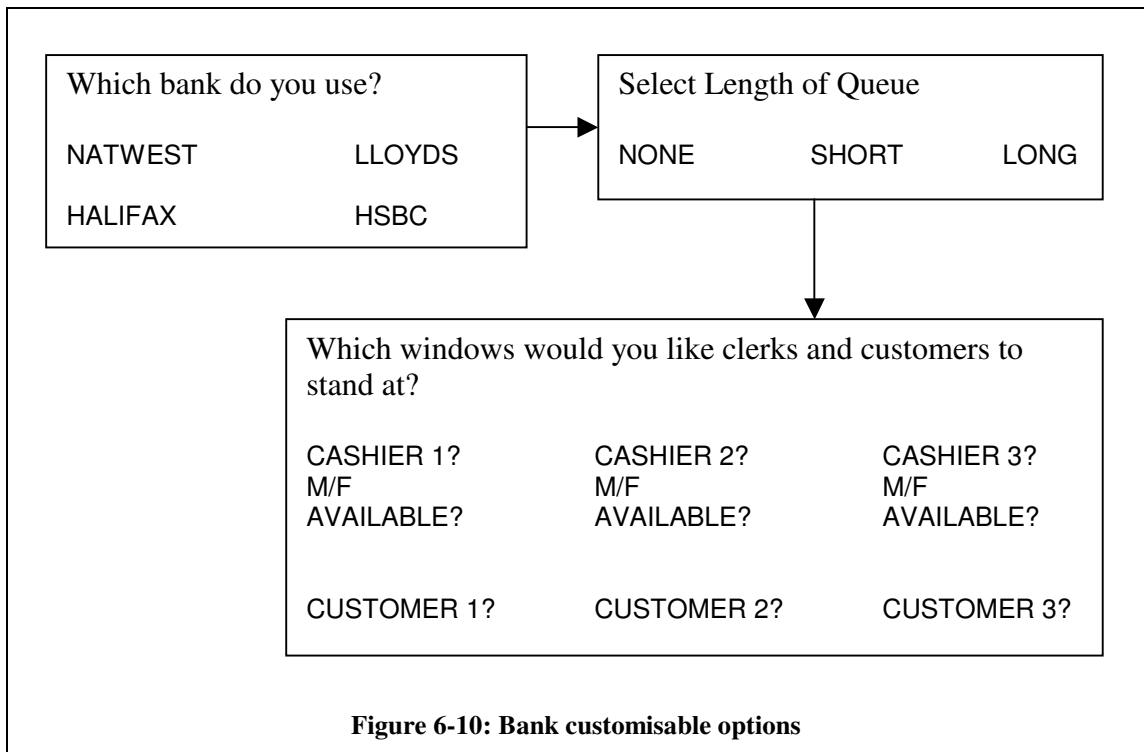 Which bank do you use?
NATWEST LLOYDS
HALIFAX HSBC
Select Length of Queue
NONE SHORT LONG
Which windows would you like clerks and customers to
stand at?
CASHIER 1? CASHIER 2? CASHIER 3?
M/F M/F M/F
AVAILABLE? AVAILABLE? AVAILABLE?
CUSTOMER 1? CUSTOMER 2? CUSTOMER 3?
Figure 6-10: Bank customisable options